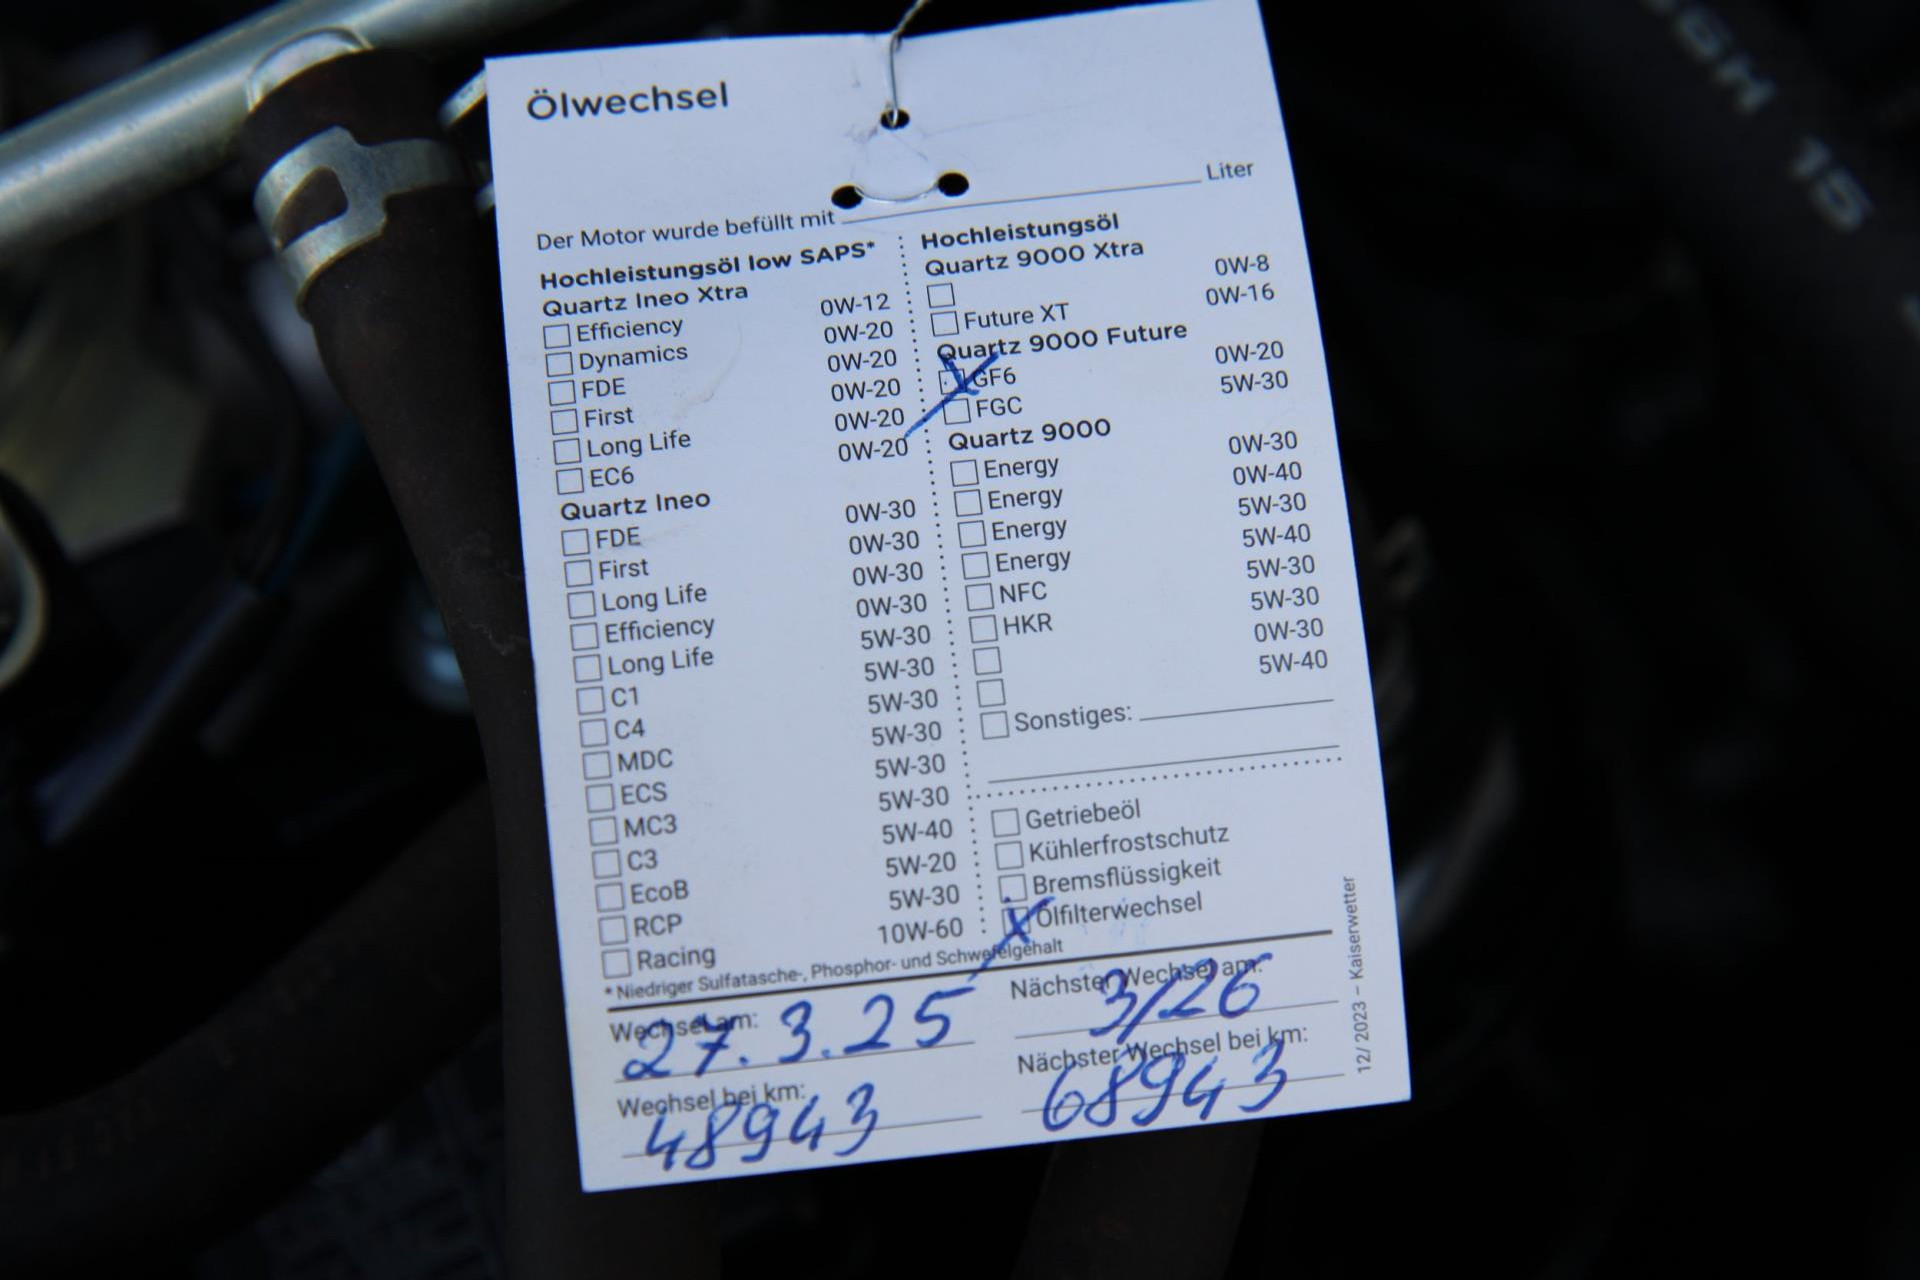 Ölwechsel
Der Motor wurde befüllt mit Liter
Hochleistungsöl low SAPS*
Quartz Ineo Xtra
Efficiency 0W-12
Dynamics 0W-20
FDE 0W-20
First 0W-20
Long Life 0W-20
EC6 0W-20
Quartz Ineo
FDE 0W-30
First 0W-30
Long Life 0W-30
Efficiency 0W-30
Long Life 5W-30
C1 5W-30
C4 5W-30
MDC 5W-30
ECS 5W-30
MC3 5W-30
C3 5W-40
EcoB 5W-20
RCP 5W-30
Racing 10W-60
* Niedriger Sulfatasche-, Phosphor- und Schwefelgehalt
Hochleistungsöl
Quartz 9000 Xtra
0W-8
Future XT 0W-16
Quartz 9000 Future
X GF6 0W-20
FGC 5W-30
Quartz 9000
Energy 0W-30
Energy 0W-40
Energy 5W-30
Energy 5W-40
NFC 5W-30
HKR 5W-30
0W-30
5W-40
Sonstiges:
Getriebeöl
Kühlerfrostschutz
Bremsflüssigkeit
X Ölfilterwechsel
Wechsel am:
27.3.25
Nächster Wechsel am:
3/26
Wechsel bei km:
48943
Nächster Wechsel bei km:
68943
12/2023 – Kaiserwetter
15